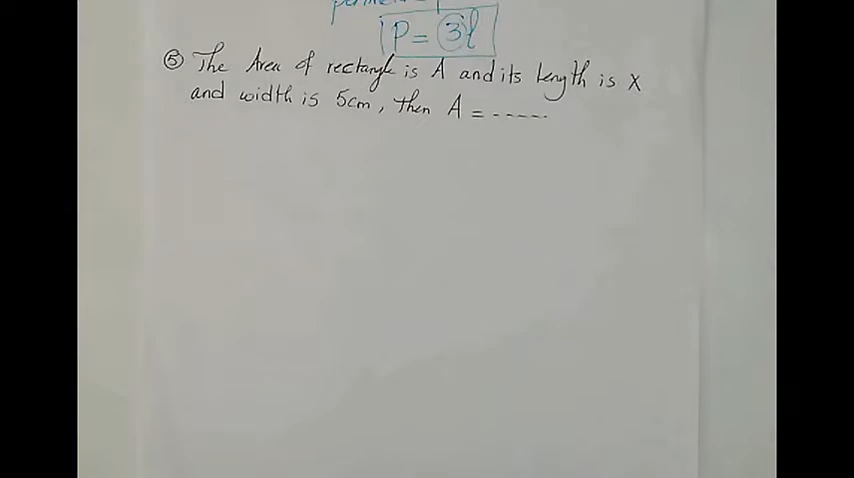 P = 3l
⑤ The Area of rectangle is A and its Length is X
and width is 5cm, then A = -----